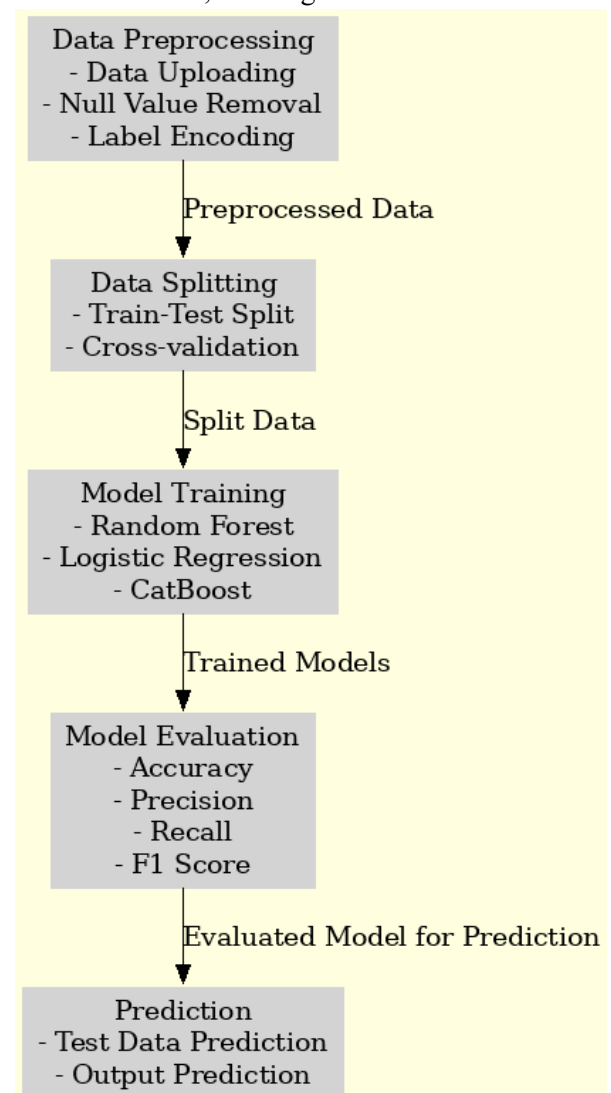 Data Preprocessing
- Data Uploading
- Null Value Removal
- Label Encoding
Preprocessed Data
Data Splitting
- Train-Test Split
- Cross-validation
Split Data
Model Training
- Random Forest
- Logistic Regression
- CatBoost
Trained Models
Model Evaluation
- Accuracy
- Precision
- Recall
- F1 Score
Evaluated Model for Prediction
Prediction
- Test Data Prediction
- Output Prediction